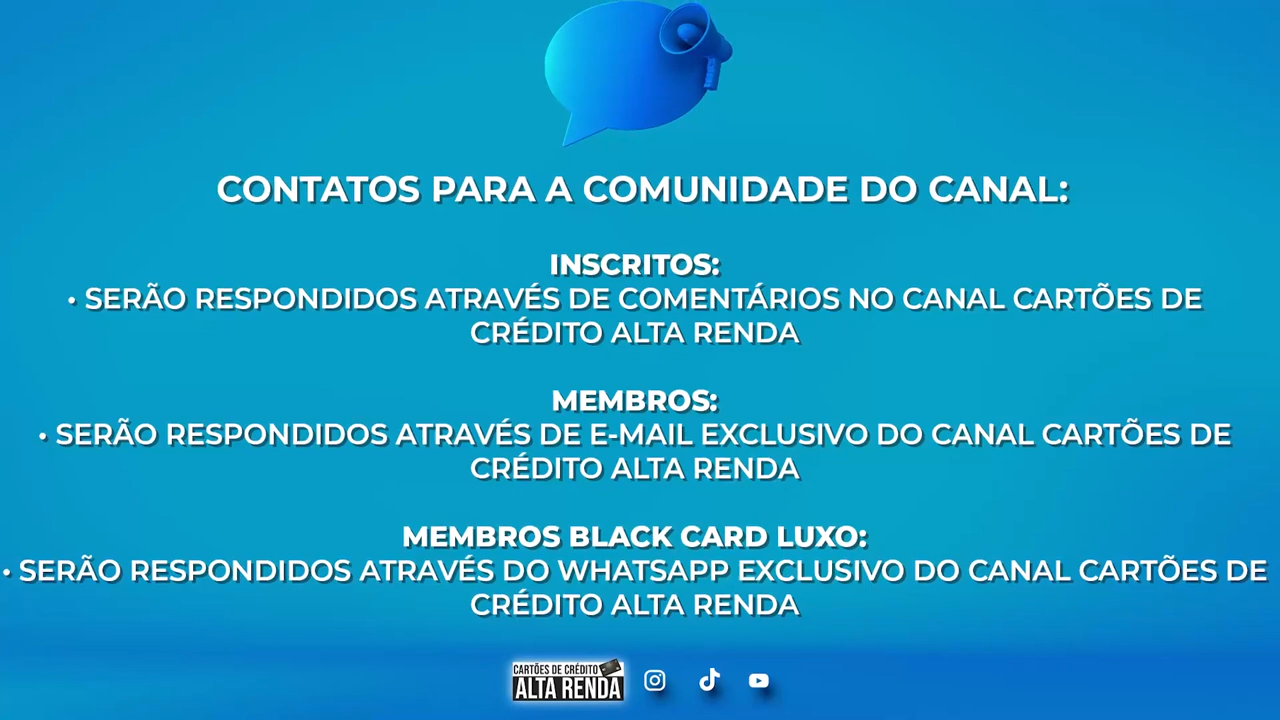 CONTATOS PARA A COMUNIDADE DO CANAL:
INSCRITOS:
• SERÃO RESPONDIDOS ATRAVÉS DE COMENTÁRIOS NO CANAL CARTÕES DE
CRÉDITO ALTA RENDA
MEMBROS:
• SERÃO RESPONDIDOS ATRAVÉS DE E-MAIL EXCLUSIVO DO CANAL CARTÕES DE
CRÉDITO ALTA RENDA
MEMBROS BLACK CARD LUXO:
• SERÃO RESPONDIDOS ATRAVÉS DO WHATSAPP EXCLUSIVO DO CANAL CARTÕES DE
CRÉDITO ALTA RENDA
CARTÕES DE CRÉDITO
ALTA RENDA